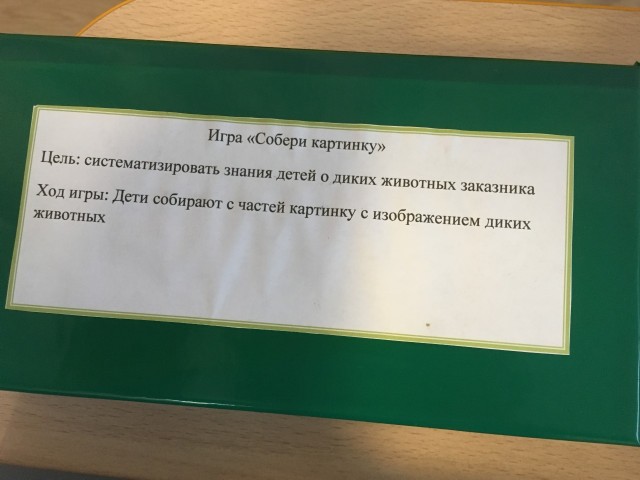 Игра «Собери картинку»
Цель: систематизировать знания детей о диких животных заказника
Ход игры: Дети собирают с частей картинку с изображением диких
животных